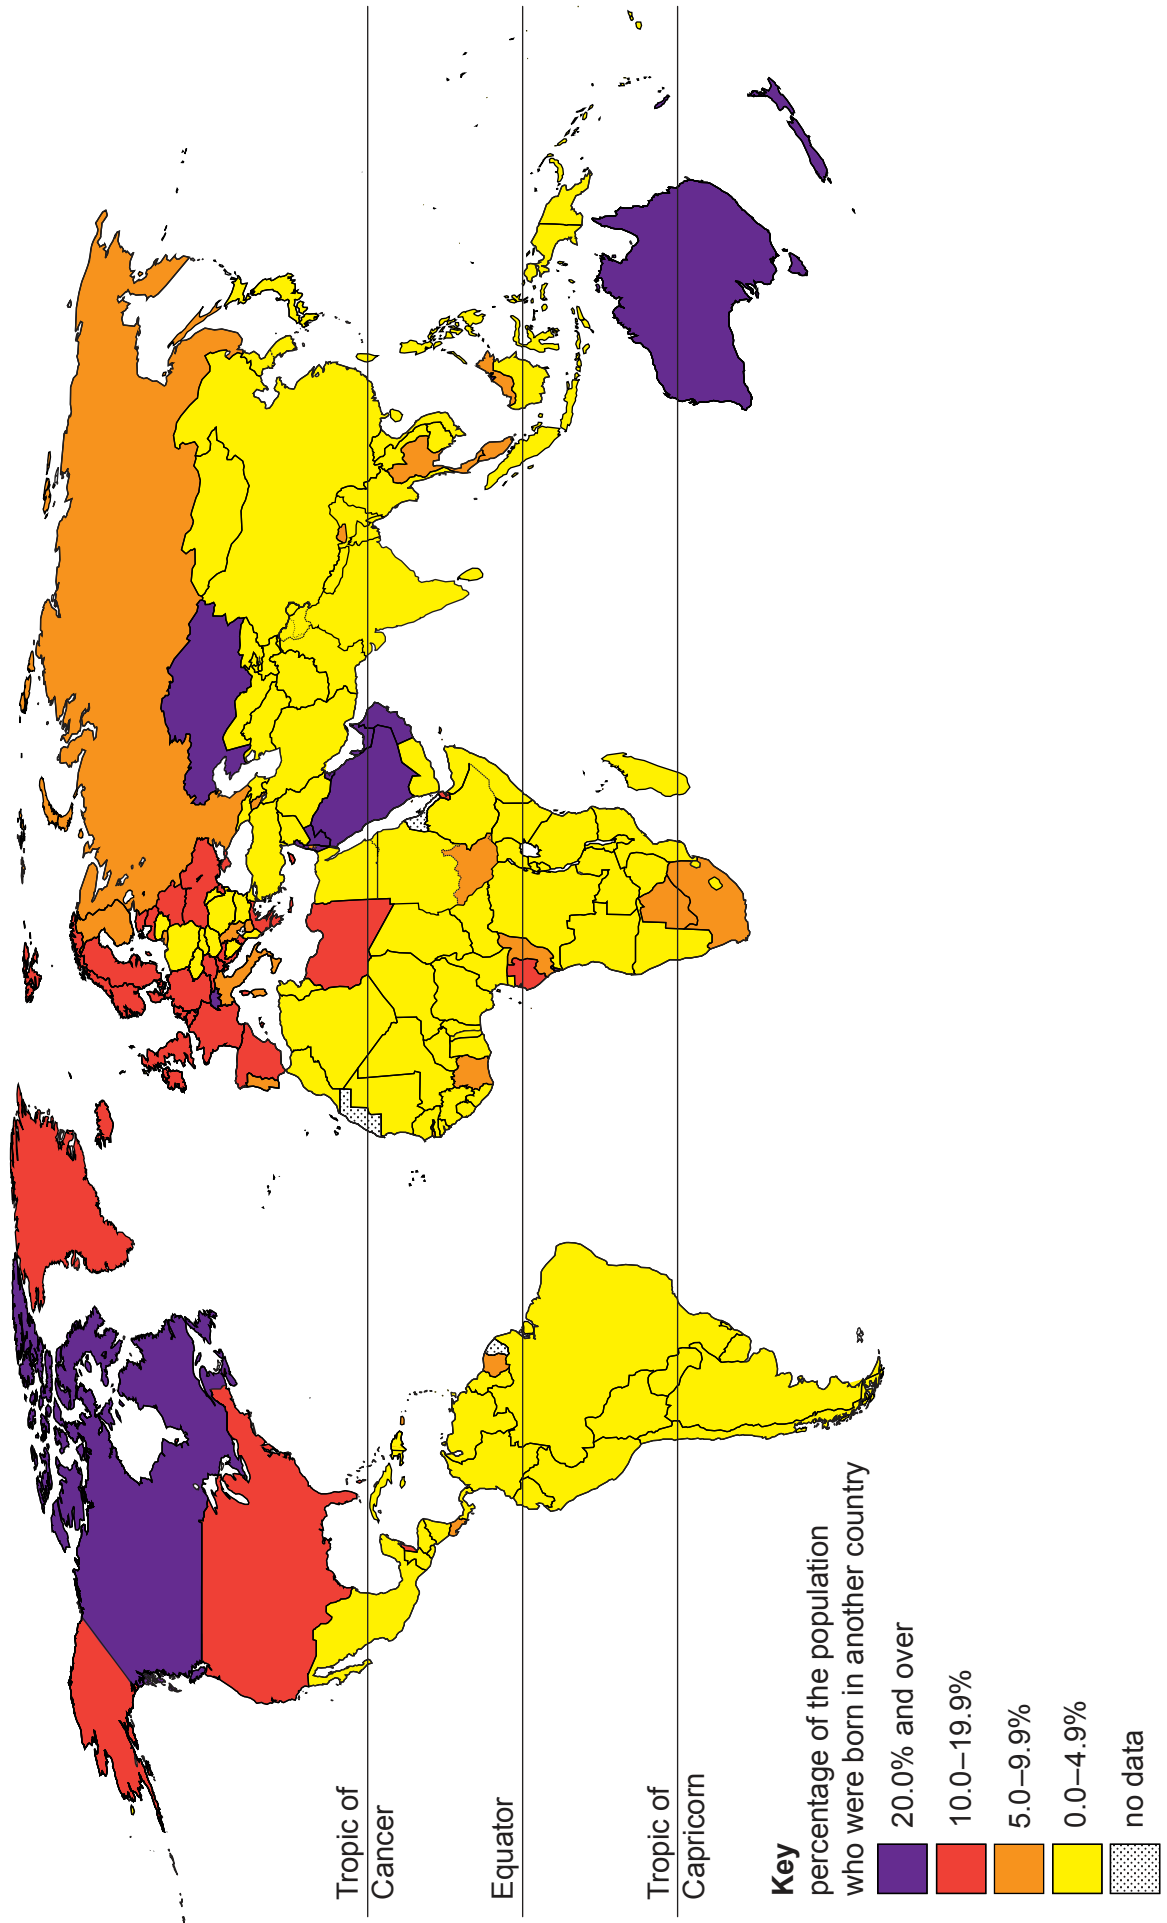 Tropic of
Cancer
Equator
Tropic of
Capricorn
Key
percentage of the population
who were born in another country
20.0% and over
10.0–19.9%
5.0–9.9%
0.0–4.9%
no data